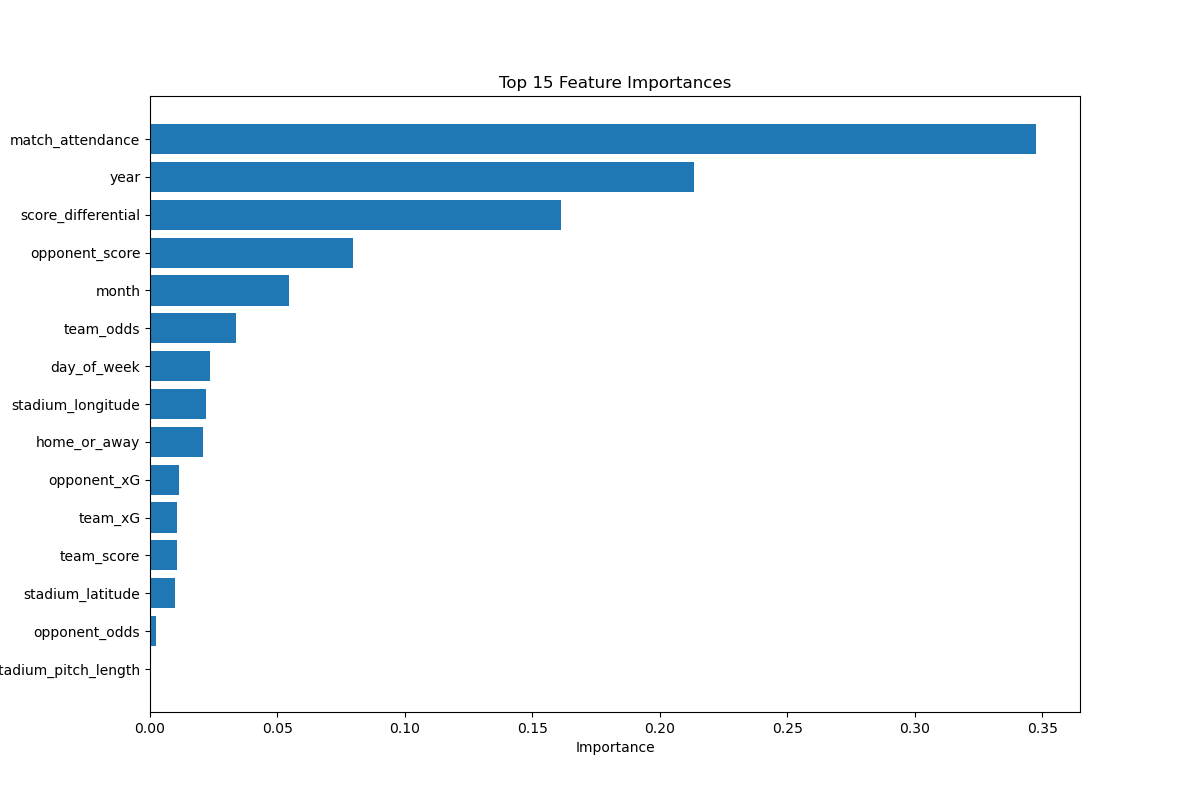 Top 15 Feature Importances
match_attendance
year
score_differential
opponent_score
month
team_odds
day_of_week
stadium_longitude
home_or_away
opponent_xG
team_xG
team_score
stadium_latitude
opponent_odds
tadium_pitch_length
0.00 0.05 0.10 0.15 0.20 0.25 0.30 0.35
Importance